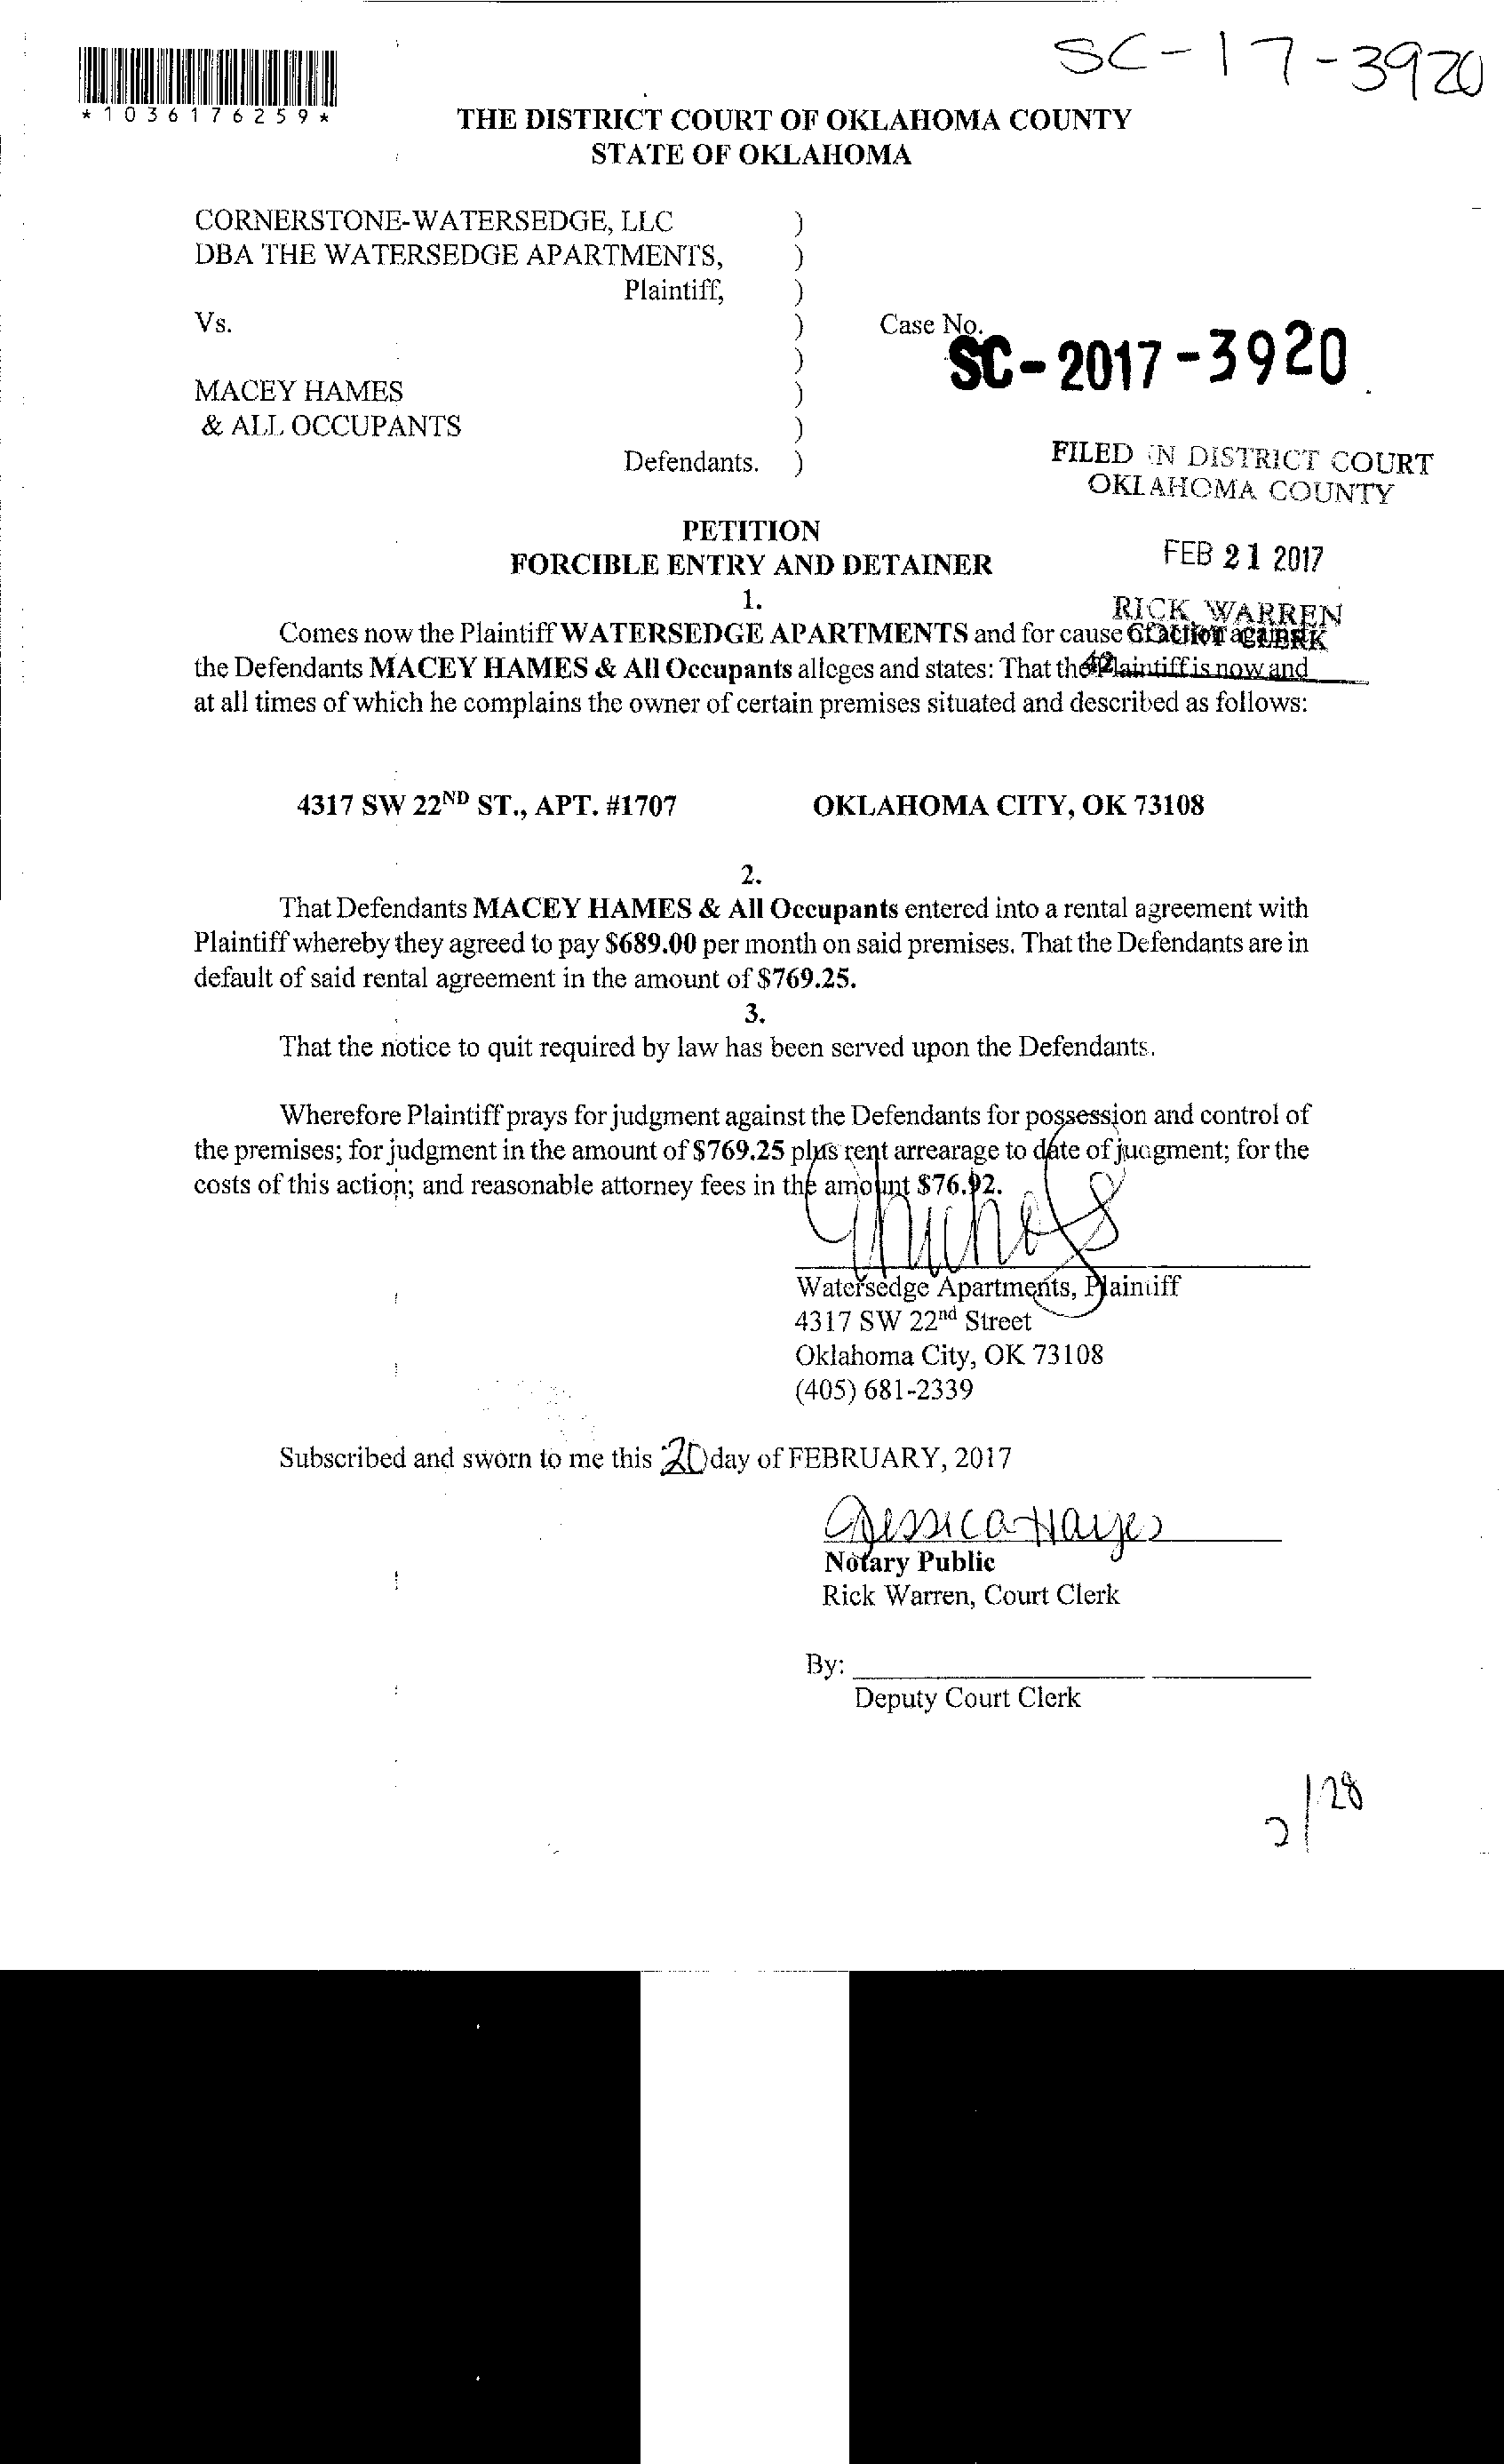 SC-17-3920
*1036176259*
THE DISTRICT COURT OF OKLAHOMA COUNTY
STATE OF OKLAHOMA
CORNERSTONE-WATERSEDGE, LLC )
DBA THE WATERSEDGE APARTMENTS, )
Plaintiff, )
Vs. ) Case No.
) SC-2017-3920
MACEY HAMES )
& ALL OCCUPANTS )
Defendants. )
FILED IN DISTRICT COURT
OKLAHOMA COUNTY
PETITION
FORCIBLE ENTRY AND DETAINER
FEB 21 2017
1.
RICK WARREN
COURT CLERK
42
Comes now the Plaintiff WATERSEDGE APARTMENTS and for cause of action against
the Defendants MACEY HAMES & All Occupants alleges and states: That the Plaintiff is now and
at all times of which he complains the owner of certain premises situated and described as follows:
4317 SW 22ND ST., APT. #1707 OKLAHOMA CITY, OK 73108
2.
That Defendants MACEY HAMES & All Occupants entered into a rental agreement with
Plaintiff whereby they agreed to pay $689.00 per month on said premises. That the Defendants are in
default of said rental agreement in the amount of $769.25.
3.
That the notice to quit required by law has been served upon the Defendants.
Wherefore Plaintiff prays for judgment against the Defendants for possession and control of
the premises; for judgment in the amount of $769.25 plus rent arrearage to date of judgment; for the
costs of this action; and reasonable attorney fees in the amount $76.92.
Watersedge Apartments, Plaintiff
4317 SW 22nd Street
Oklahoma City, OK 73108
(405) 681-2339
Subscribed and sworn to me this 20 day of FEBRUARY, 2017
Jessica Hayes
Notary Public
Rick Warren, Court Clerk
By:
Deputy Court Clerk
2/28